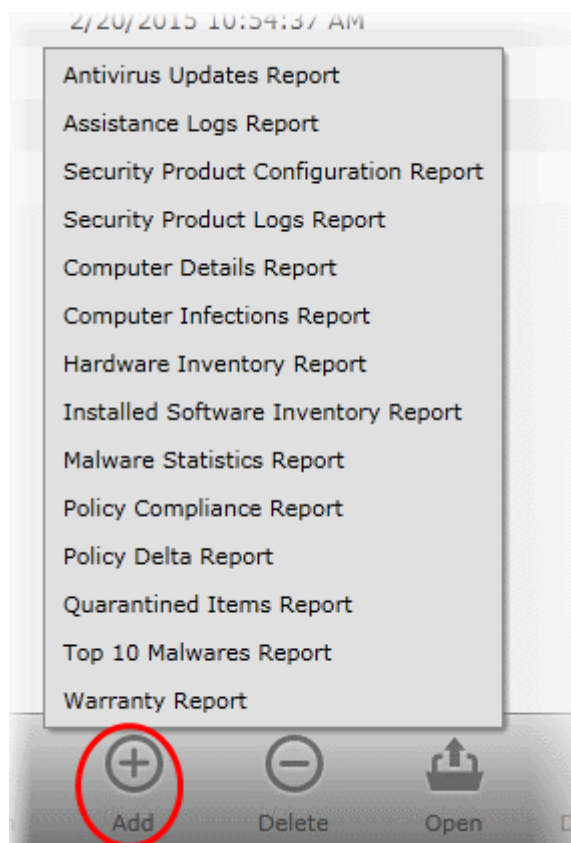 2/20/2015 10:54:37 AM
Antivirus Updates Report
Assistance Logs Report
Security Product Configuration Report
Security Product Logs Report
Computer Details Report
Computer Infections Report
Hardware Inventory Report
Installed Software Inventory Report
Malware Statistics Report
Policy Compliance Report
Policy Delta Report
Quarantined Items Report
Top 10 Malwares Report
Warranty Report
Add Delete Open